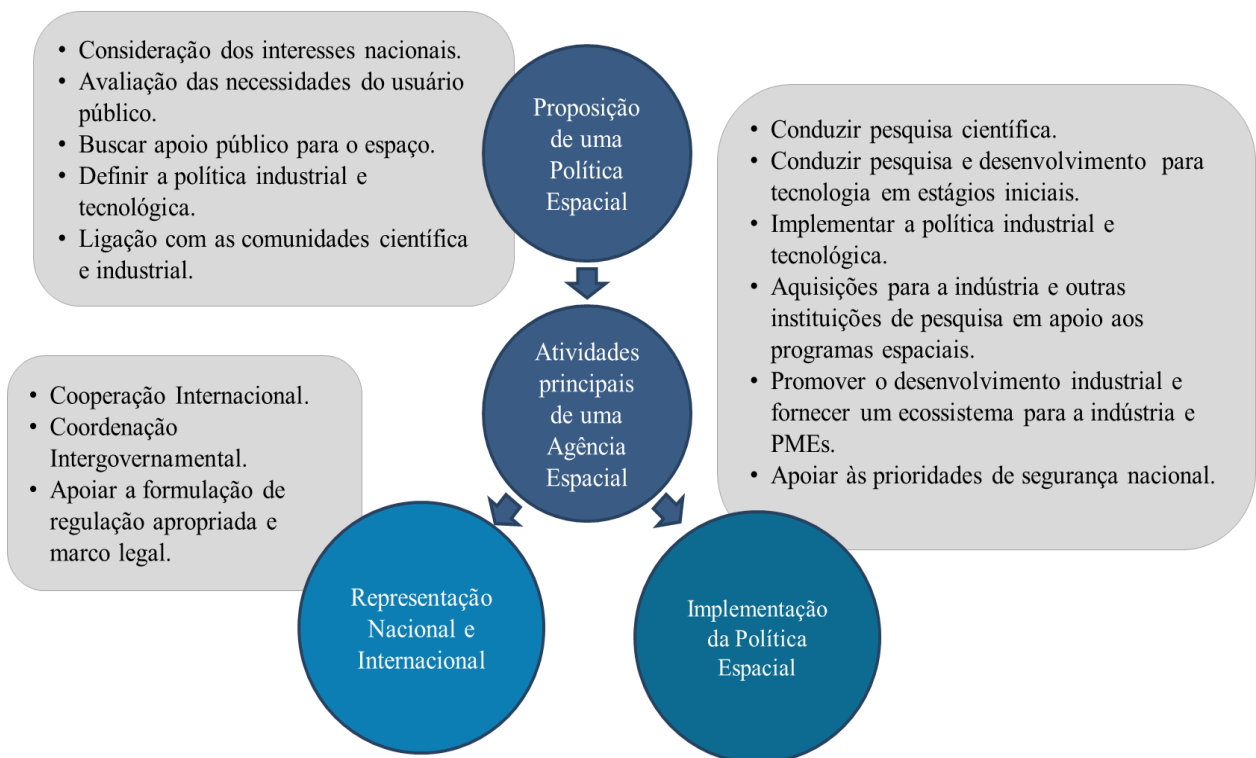 • Consideração dos interesses nacionais.
• Avaliação das necessidades do usuário
público.
• Buscar apoio público para o espaço.
• Definir a política industrial e
tecnológica.
• Ligação com as comunidades científica
e industrial.
Proposição
de uma
Política
Espacial
• Conduzir pesquisa científica.
• Conduzir pesquisa e desenvolvimento para
tecnologia em estágios iniciais.
• Implementar a política industrial e
tecnológica.
• Aquisições para a indústria e outras
instituições de pesquisa em apoio aos
programas espaciais.
• Promover o desenvolvimento industrial e
fornecer um ecossistema para a indústria e
PMEs.
• Apoiar às prioridades de segurança nacional.
Atividades
principais
de uma
Agência
Espacial
• Cooperação Internacional.
• Coordenação
Intergovernamental.
• Apoiar a formulação de
regulação apropriada e
marco legal.
Representação
Nacional e
Internacional
Implementação
da Política
Espacial